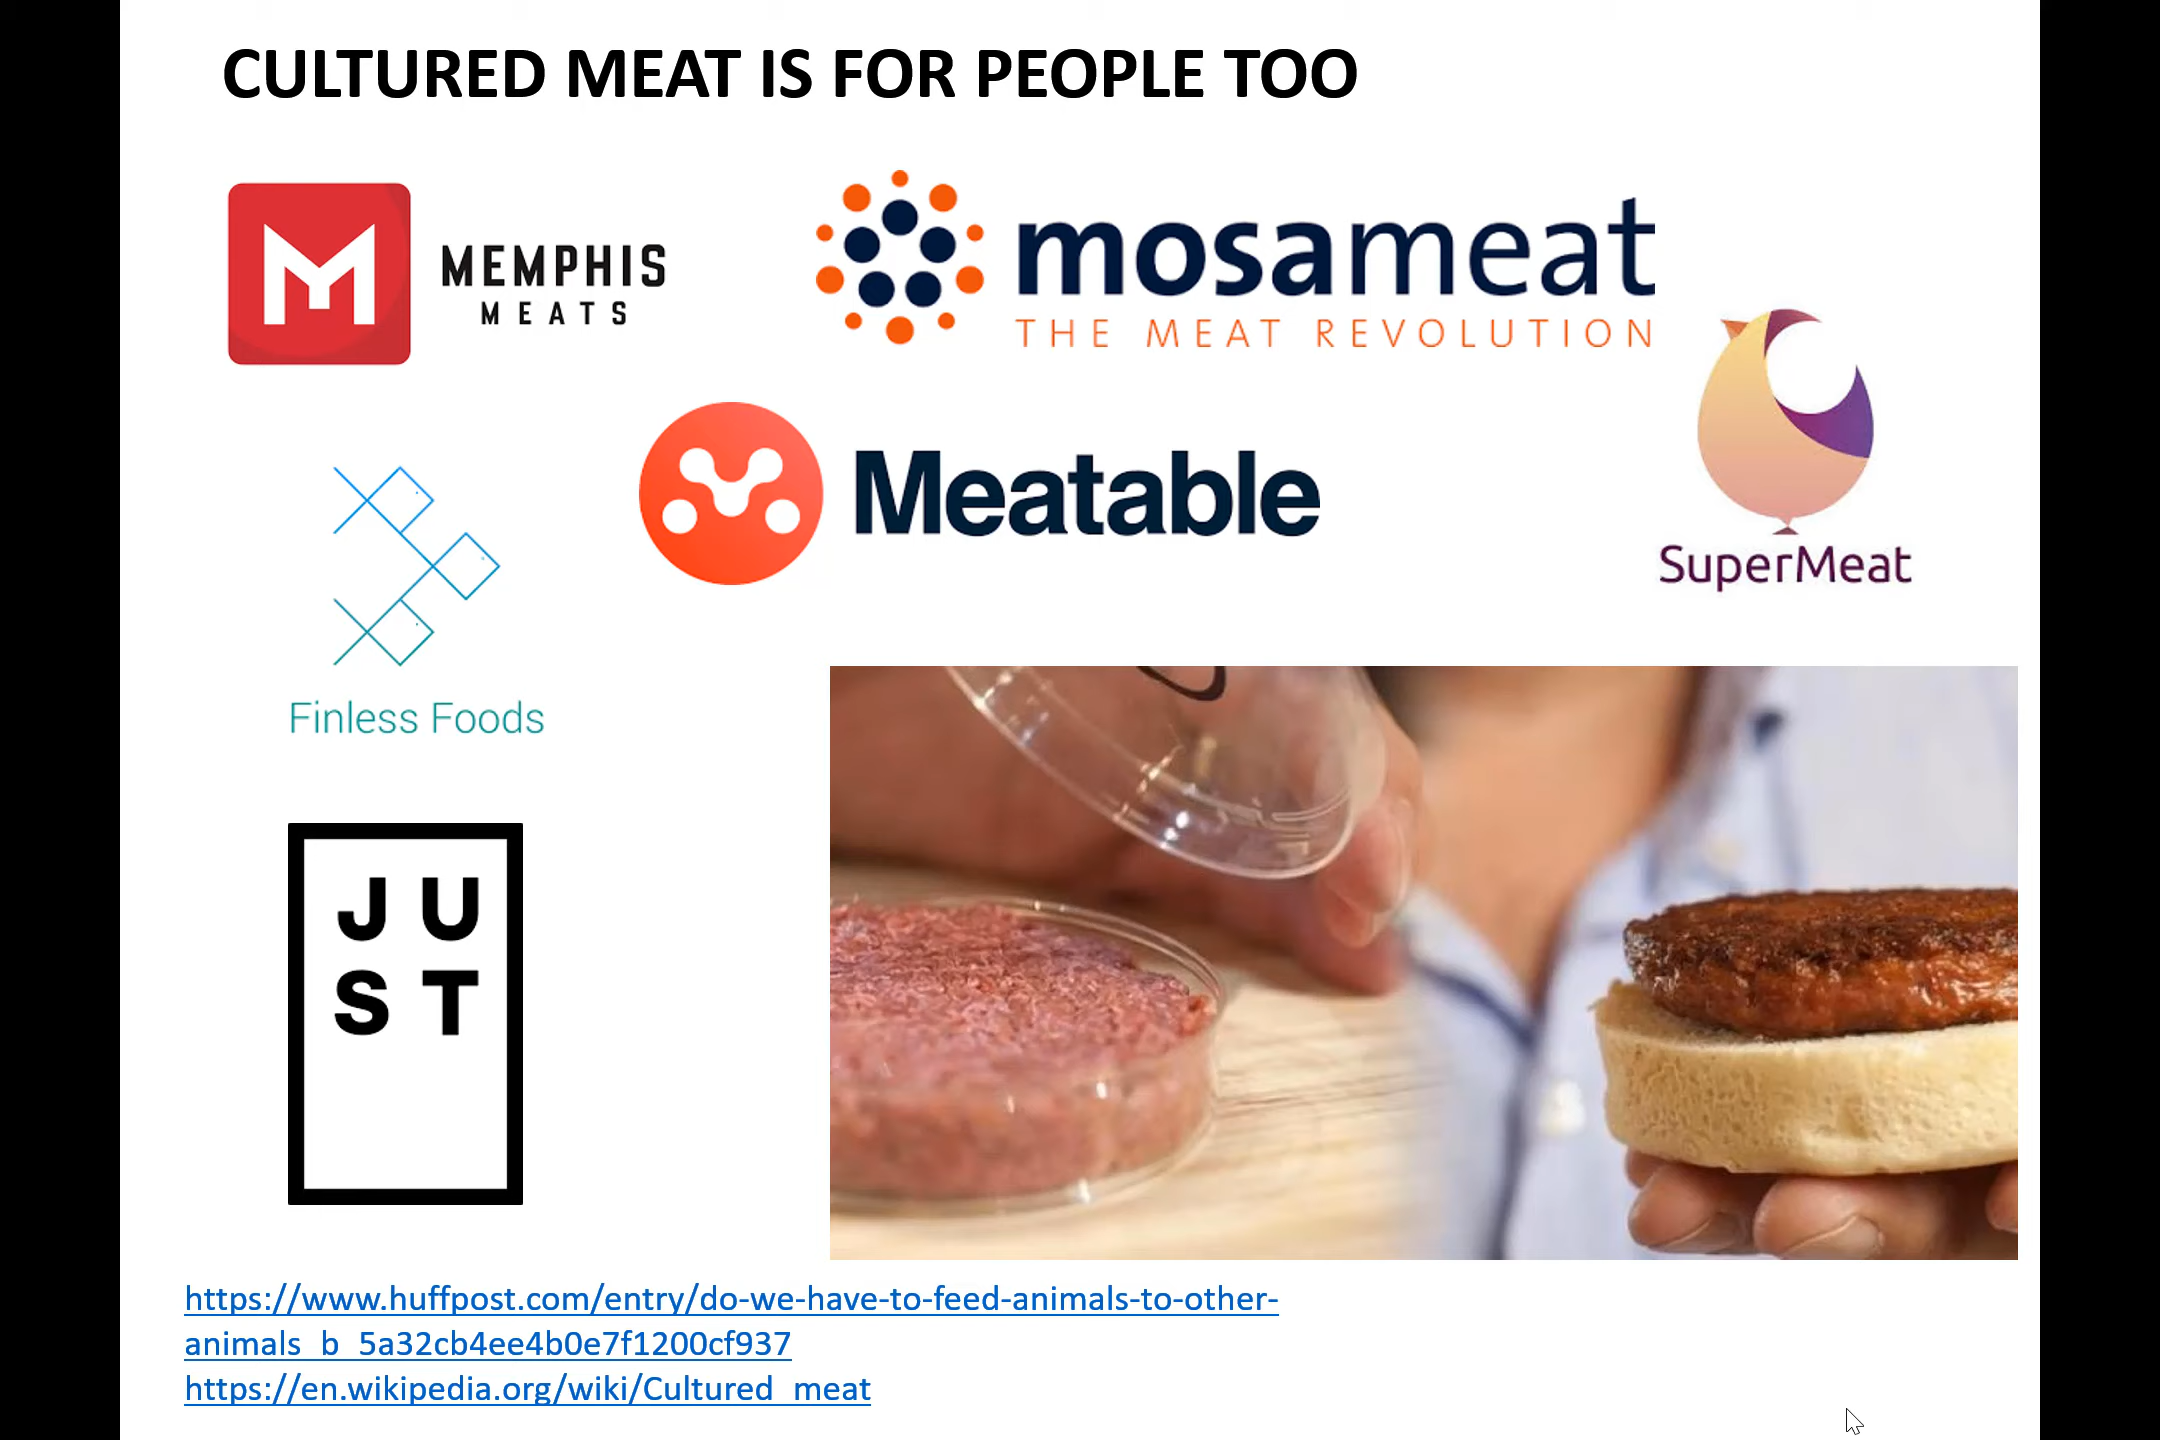 CULTURED MEAT IS FOR PEOPLE TOO
MEMPHIS
MEATS
mosameat
THE MEAT REVOLUTION
Meatable
SuperMeat
Finless Foods
JU
ST
https://www.huffpost.com/entry/do-we-have-to-feed-animals-to-other-
animals_b_5a32cb4ee4b0e7f1200cf937
https://en.wikipedia.org/wiki/Cultured_meat